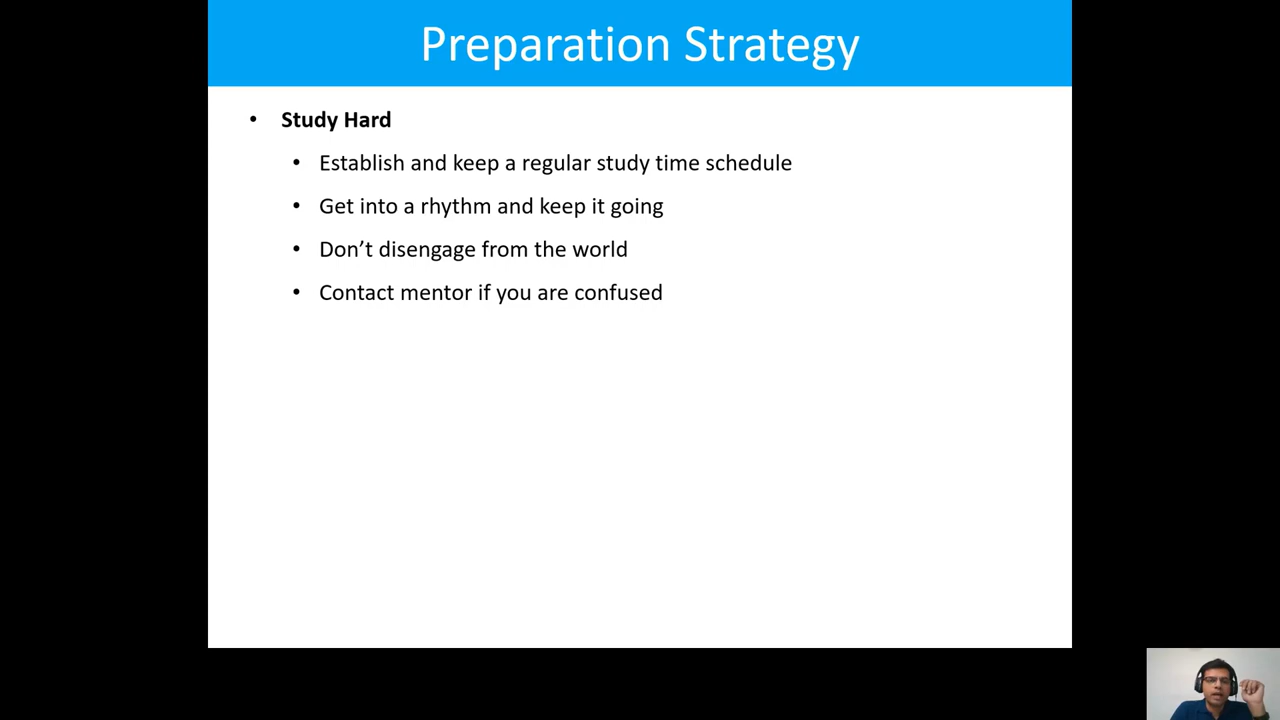 Preparation Strategy
• Study Hard
• Establish and keep a regular study time schedule
• Get into a rhythm and keep it going
• Don’t disengage from the world
• Contact mentor if you are confused